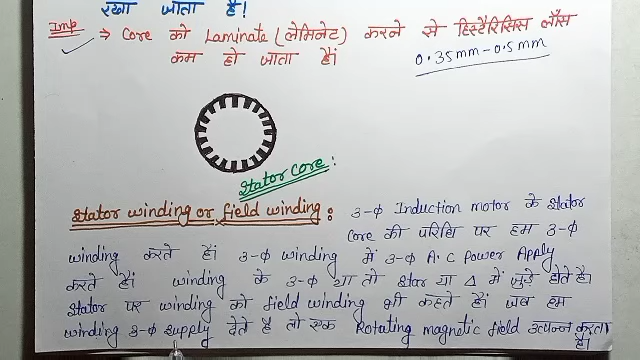 रखा जाता है!
Imp → Core को Laminate (लेमिनेट) करने से हिस्टैरिसिस लौस
कम हो जाता हैं।
0.35mm - 0.5mm
Stator Core:
Stator winding or field winding: 3-Φ Induction motor के Stator
Core की परिधि पर हम 3-Φ
winding करते हैं। 3-Φ winding में 3-Φ A.C Power Apply
करते हैं। winding के 3-Φ या तो Star या Δ में जुड़े होते है।
Stator पर winding को field winding भी कहते हैं। जब हम
winding 3-Φ Supply देते है तो एक Rotating magnetic field उत्पन्न करता
हैं।